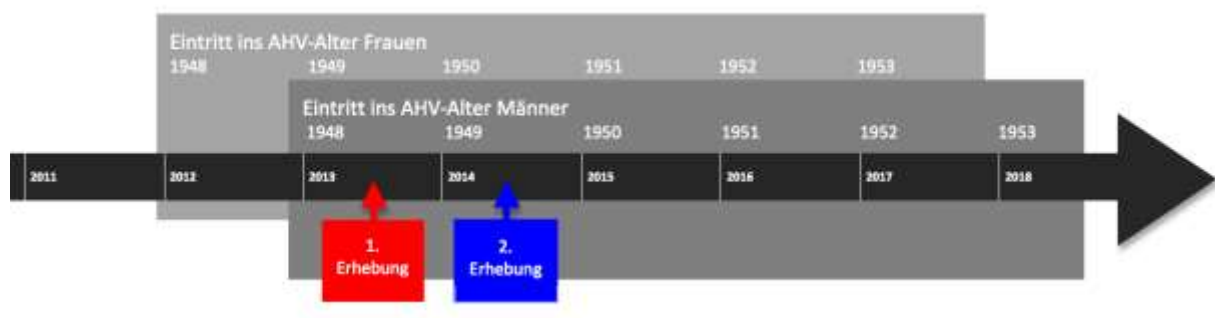 Eintritt ins AHV-Alter Frauen
1948 1949 1950 1951 1952 1953
Eintritt ins AHV-Alter Männer
1948 1949 1950 1951 1952 1953
2011 2012 2013 2014 2015 2016 2017 2018
1. 2.
Erhebung Erhebung